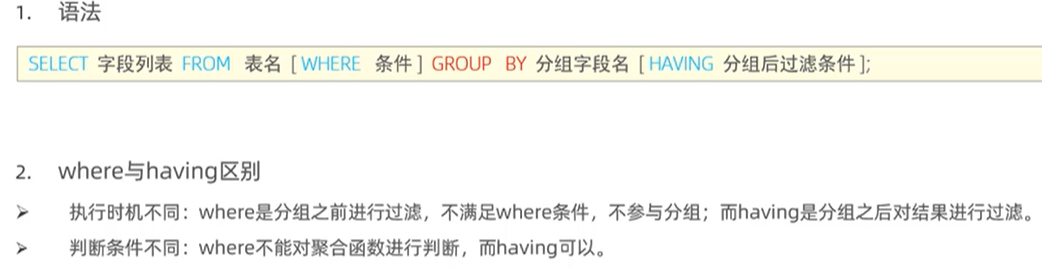 1. 语法
SELECT 字段列表 FROM 表名 [ WHERE 条件 ] GROUP BY 分组字段名 [ HAVING 分组后过滤条件 ];
2. where与having区别
➢ 执行时机不同：where是分组之前进行过滤，不满足where条件，不参与分组；而having是分组之后对结果进行过滤。
➢ 判断条件不同：where不能对聚合函数进行判断，而having可以。